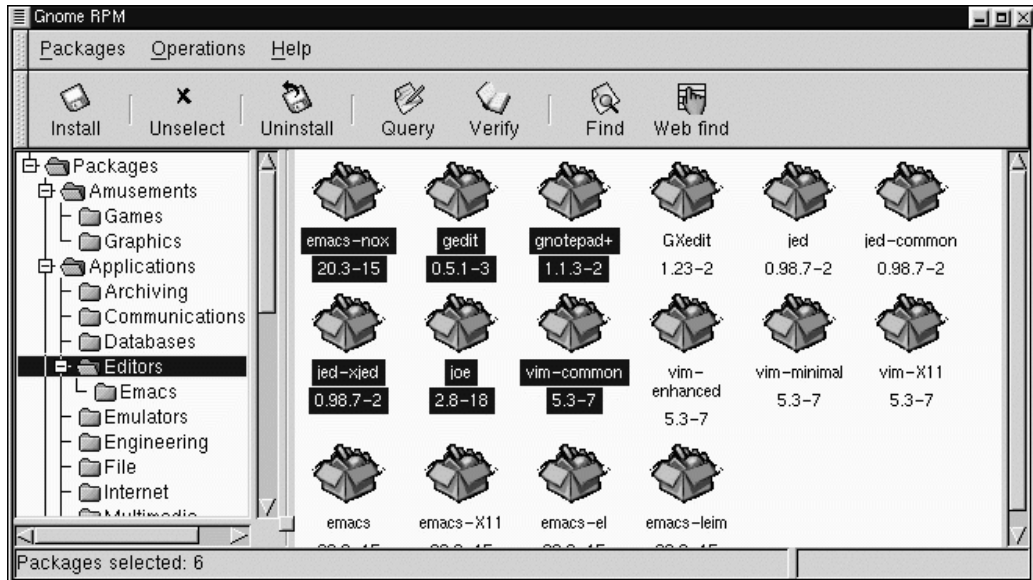 Gnome RPM
Packages Operations Help
Install Unselect Uninstall Query Verify Find Web find
Packages
Amusements
Games
Graphics
Applications
Archiving
Communications
Databases
Editors
Emacs
Emulators
Engineering
File
Internet
emacs-nox gedit gnotepad+ GXedit jed jed-common
20.3-15 0.5.1-3 1.1.3-2 1.23-2 0.98.7-2 0.98.7-2
jed-xjed joe vim-common vim-enhanced vim-minimal vim-X11
0.98.7-2 2.8-18 5.3-7 5.3-7 5.3-7 5.3-7
emacs emacs-X11 emacs-el emacs-leim
Packages selected: 6